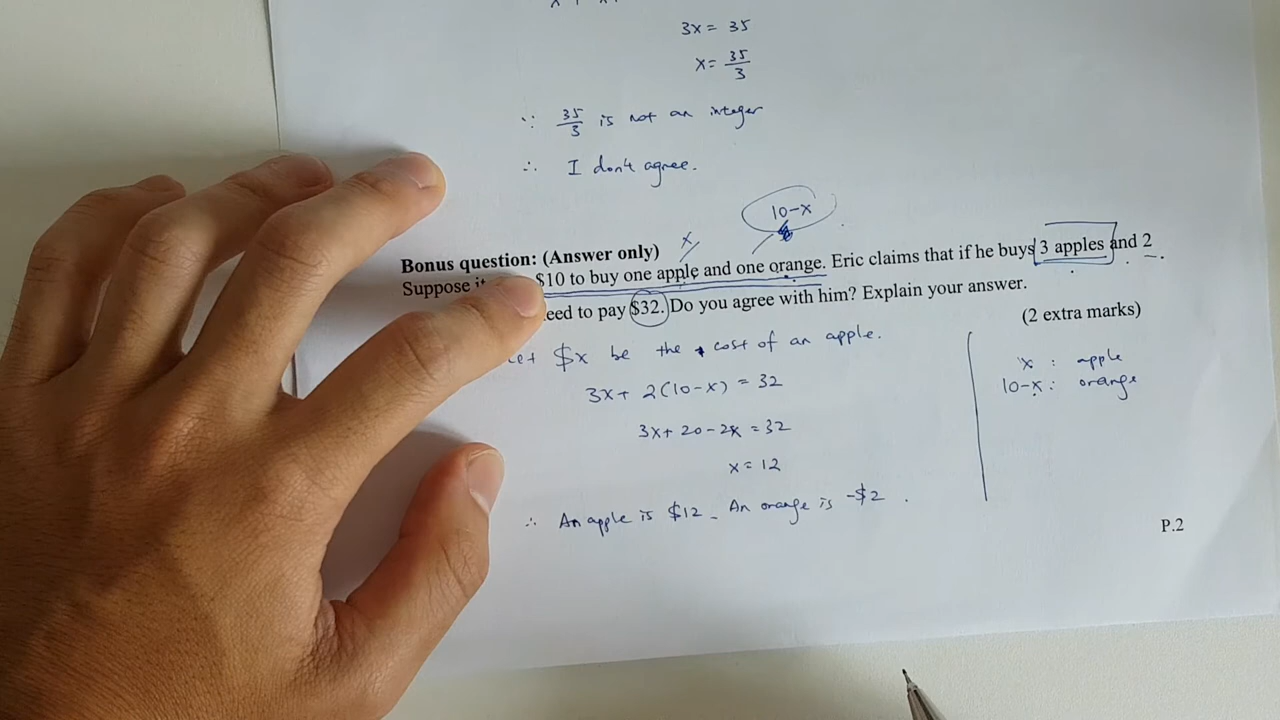 3x = 35
x = 35/3
∵ 35/3 is not an integer
∴ I don't agree.
10-x
x
Bonus question: (Answer only)
Suppose it $10 to buy one apple and one orange. Eric claims that if he buys 3 apples and 2
eed to pay $32. Do you agree with him? Explain your answer.
(2 extra marks)
Let $x be the cost of an apple.
3x + 2(10-x) = 32
3x + 20 - 2x = 32
x = 12
∴ An apple is $12. An orange is -$2.
x : apple
10-x : orange
P.2